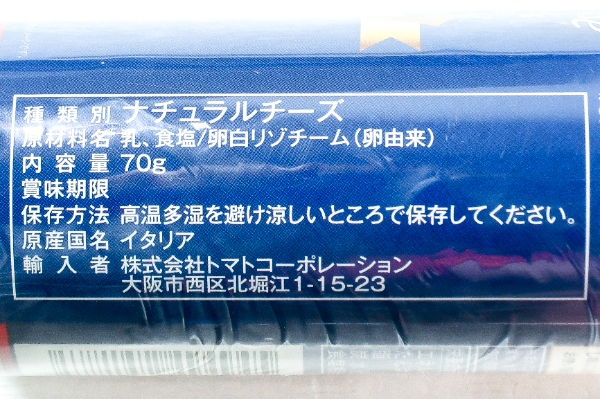 種類別 ナチュラルチーズ
原材料名 乳、食塩/卵白リゾチーム(卵由来)
内容量 70g
賞味期限
保存方法 高温多湿を避け涼しいところで保存してください。
原産国名 イタリア
輸入者 株式会社トマトコーポレーション
大阪市西区北堀江1-15-23